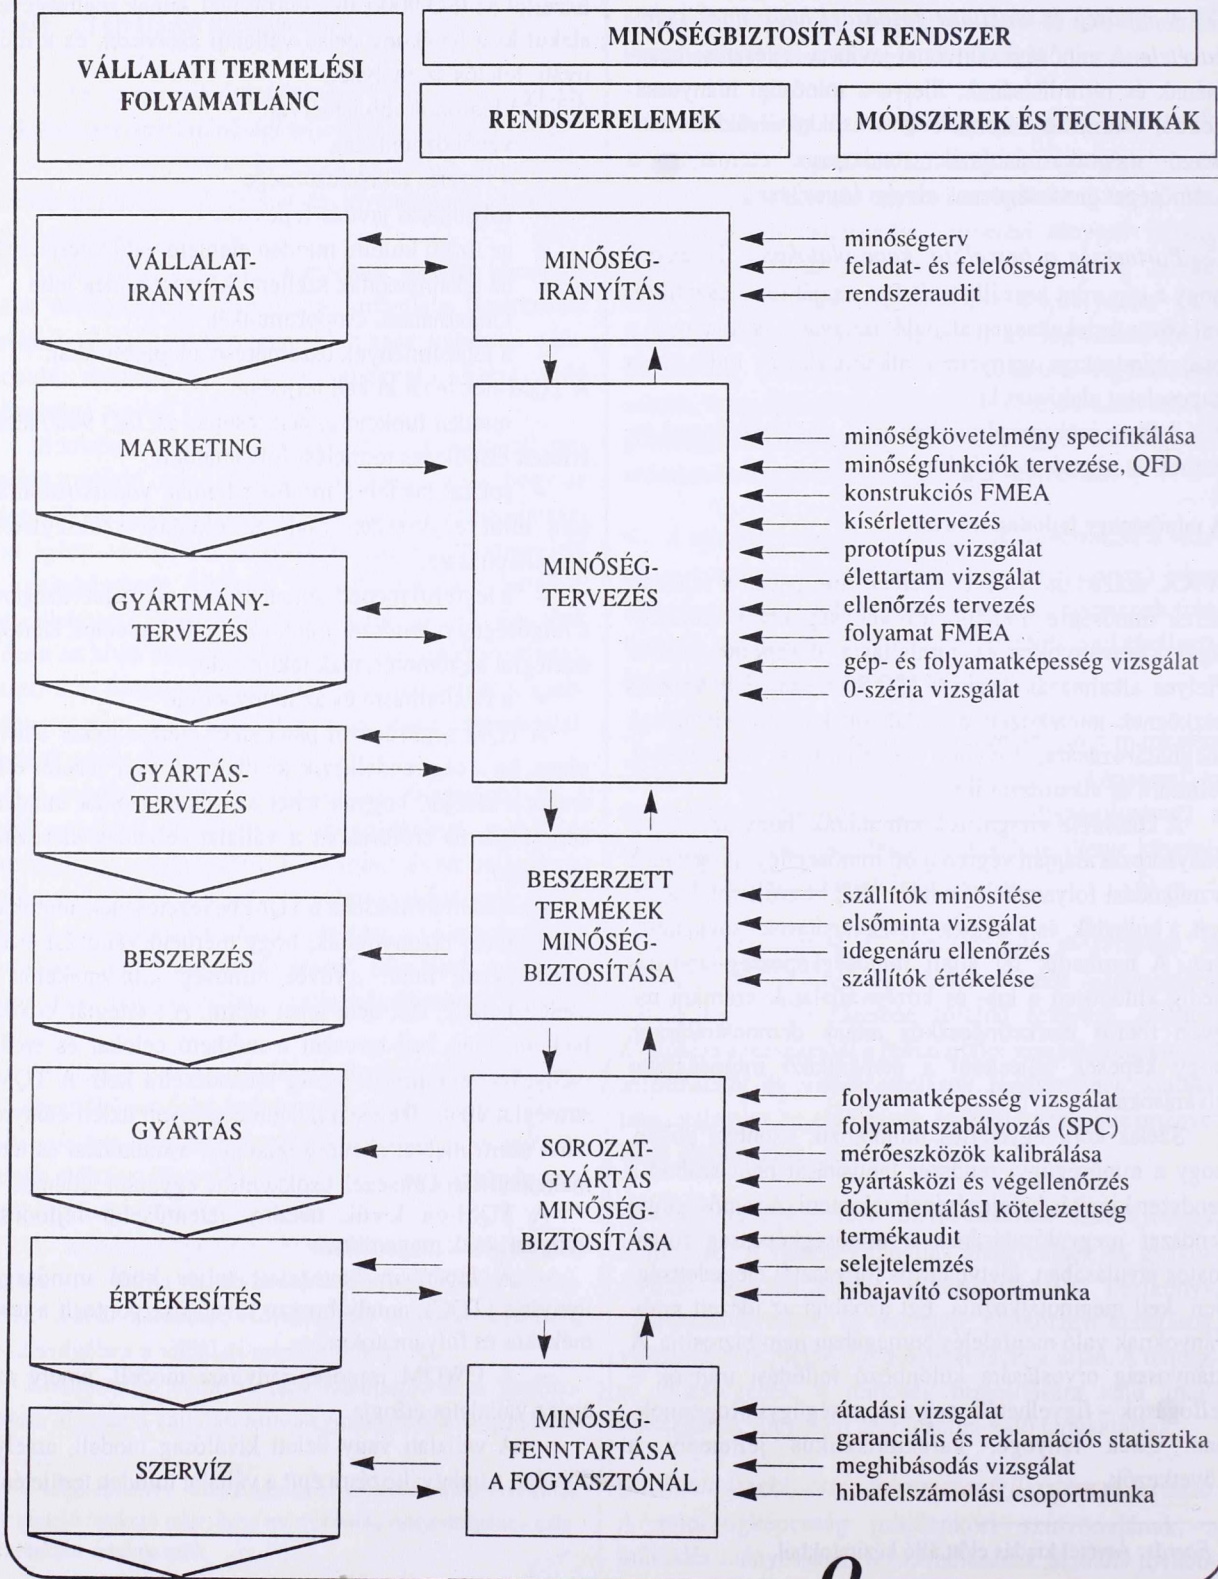 VÁLLALATI TERMELÉSI
FOLYAMATLÁNC
MINŐSÉGBIZTOSÍTÁSI RENDSZER
RENDSZERELEMEK
MÓDSZEREK ÉS TECHNIKÁK
VÁLLALAT-
IRÁNYÍTÁS
MINŐSÉG-
IRÁNYÍTÁS
minőségterv
feladat- és felelősségmátrix
rendszeraudit
MARKETING
GYÁRTMÁNY-
TERVEZÉS
GYÁRTÁS-
TERVEZÉS
MINŐSÉG-
TERVEZÉS
minőségkövetelmény specifikálása
minőségfunkciók tervezése, QFD
konstrukciós FMEA
kísérlettervezés
prototípus vizsgálat
élettartam vizsgálat
ellenőrzés tervezés
folyamat FMEA
gép- és folyamatképesség vizsgálat
0-széria vizsgálat
BESZERZÉS
BESZERZETT
TERMÉKEK
MINŐSÉG-
BIZTOSÍTÁSA
szállítók minősítése
elsőminta vizsgálat
idegenáru ellenőrzés
szállítók értékelése
GYÁRTÁS
ÉRTÉKESÍTÉS
SOROZAT-
GYÁRTÁS
MINŐSÉG-
BIZTOSÍTÁSA
folyamatképesség vizsgálat
folyamatszabályozás (SPC)
mérőeszközök kalibrálása
gyártásközi és végellenőrzés
dokumentálásI kötelezettség
termékaudit
selejtelemzés
hibajavító csoportmunka
SZERVÍZ
MINŐSÉG-
FENNTARTÁSA
A FOGYASZTÓNÁL
átadási vizsgálat
garanciális és reklamációs statisztika
meghibásodás vizsgálat
hibafelszámolási csoportmunka